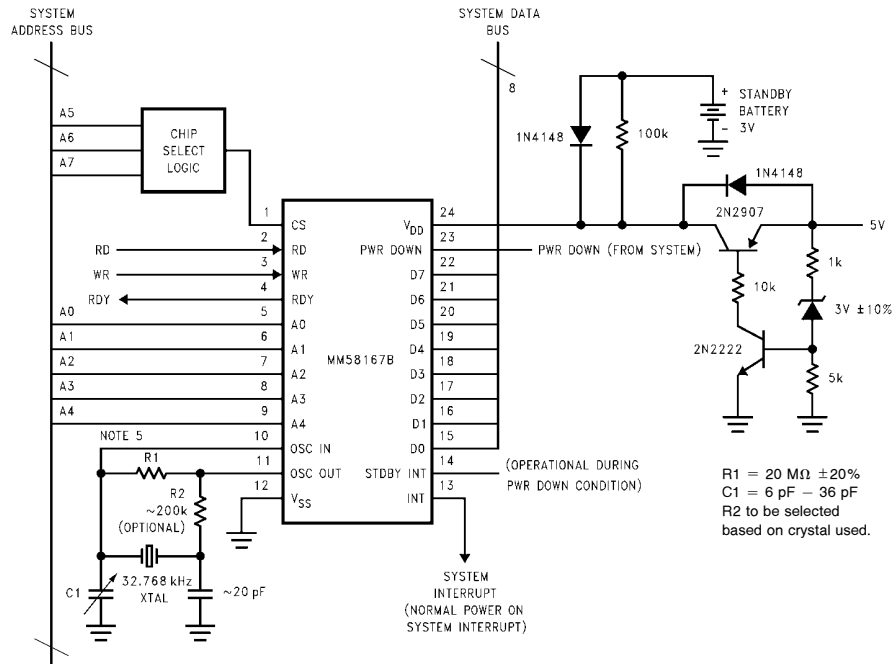 SYSTEM
ADDRESS BUS
SYSTEM DATA
BUS
8
A5
A6
A7
CHIP
SELECT
LOGIC
1N4148
100k
+
-
STANDBY
BATTERY
3V
1N4148
2N2907
5V
1k
10k
3V ±10%
2N2222
5k
1
CS
2
RD
RD
3
WR
WR
4
RDY
RDY
5
A0
A0
6
A1
A1
7
A2
A2
8
A3
A3
9
A4
A4
10
OSC IN
11
OSC OUT
12
VSS
MM58167B
24
VDD
23
PWR DOWN
PWR DOWN (FROM SYSTEM)
22
D7
21
D6
20
D5
19
D4
18
D3
17
D2
16
D1
15
D0
14
STDBY INT
(OPERATIONAL DURING
PWR DOWN CONDITION)
13
INT
NOTE 5
R1
R2
~200k
(OPTIONAL)
C1
32.768 kHz
XTAL
~20 pF
SYSTEM
INTERRUPT
(NORMAL POWER ON
SYSTEM INTERRUPT)
R1 = 20 MΩ ±20%
C1 = 6 pF – 36 pF
R2 to be selected
based on crystal used.